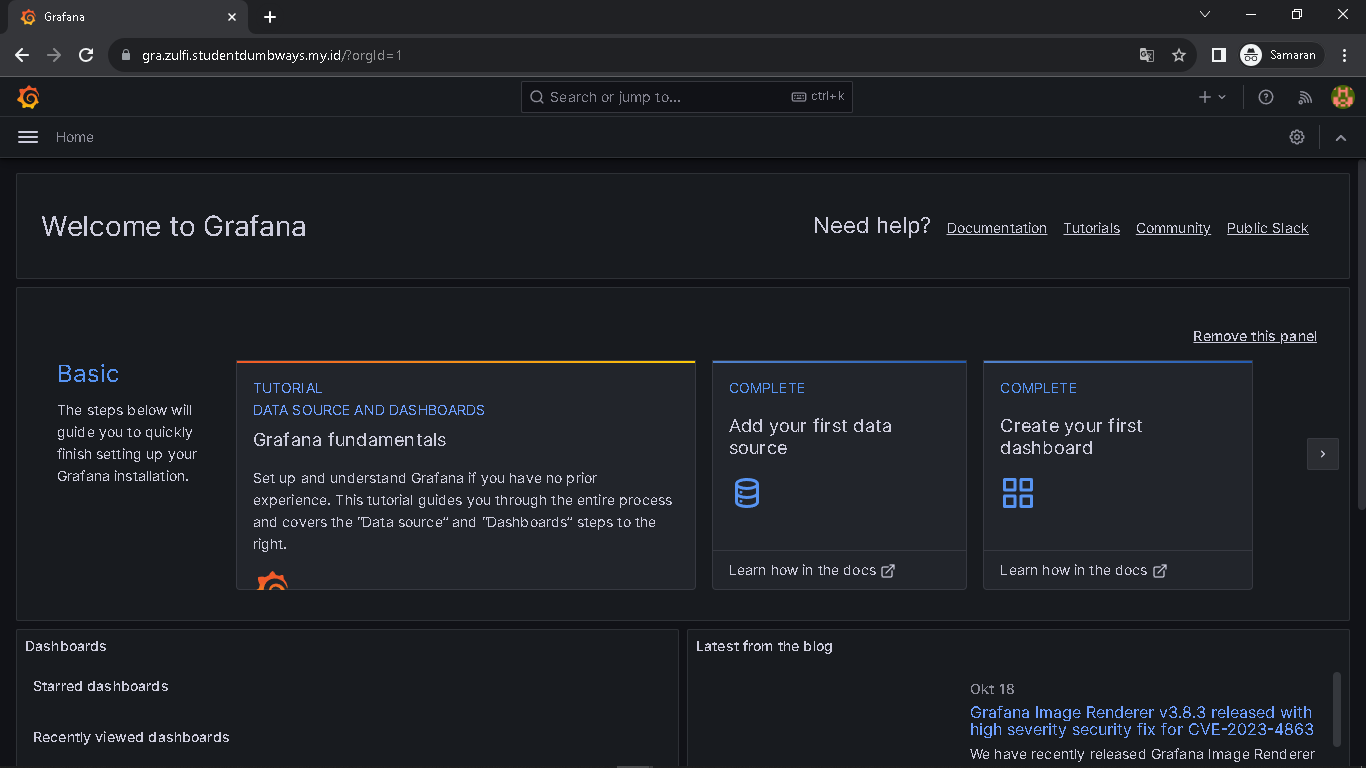 Grafana
gra.zulfi.studentdumbways.my.id/?orgId=1
Samaran
Search or jump to...
ctrl+k
Home
Welcome to Grafana
Need help?
Documentation
Tutorials
Community
Public Slack
Remove this panel
Basic
The steps below will
guide you to quickly
finish setting up your
Grafana installation.
TUTORIAL
DATA SOURCE AND DASHBOARDS
Grafana fundamentals
Set up and understand Grafana if you have no prior
experience. This tutorial guides you through the entire process
and covers the "Data source" and "Dashboards" steps to the
right.
COMPLETE
Add your first data
source
Learn how in the docs
COMPLETE
Create your first
dashboard
Learn how in the docs
Dashboards
Starred dashboards
Recently viewed dashboards
Latest from the blog
Okt 18
Grafana Image Renderer v3.8.3 released with
high severity security fix for CVE-2023-4863
We have recently released Grafana Image Renderer